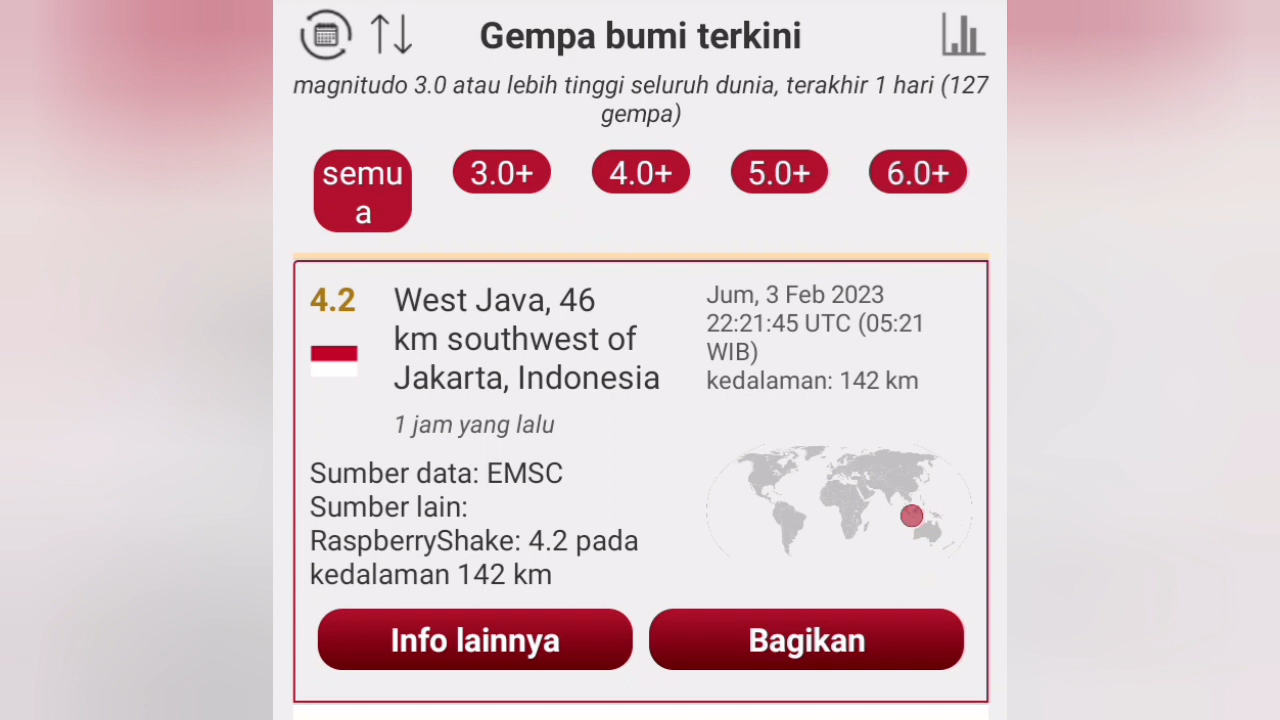 Gempa bumi terkini
magnitudo 3.0 atau lebih tinggi seluruh dunia, terakhir 1 hari (127
gempa)
semu
a
3.0+
4.0+
5.0+
6.0+
4.2
West Java, 46
km southwest of
Jakarta, Indonesia
1 jam yang lalu
Jum, 3 Feb 2023
22:21:45 UTC (05:21
WIB)
kedalaman: 142 km
Sumber data: EMSC
Sumber lain:
RaspberryShake: 4.2 pada
kedalaman 142 km
Info lainnya
Bagikan